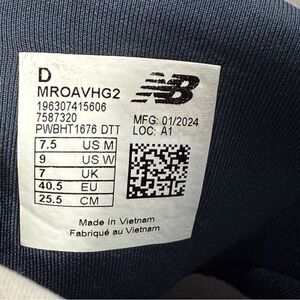 D
MROAVHG2
196307415606
7587320
PWBHT1676 DTT
MFG: 01/2024
LOC: A1
NB
7.5 US M
9 US W
7 UK
40.5 EU
25.5 CM
Made In Vietnam
Fabriqué au Vietnam